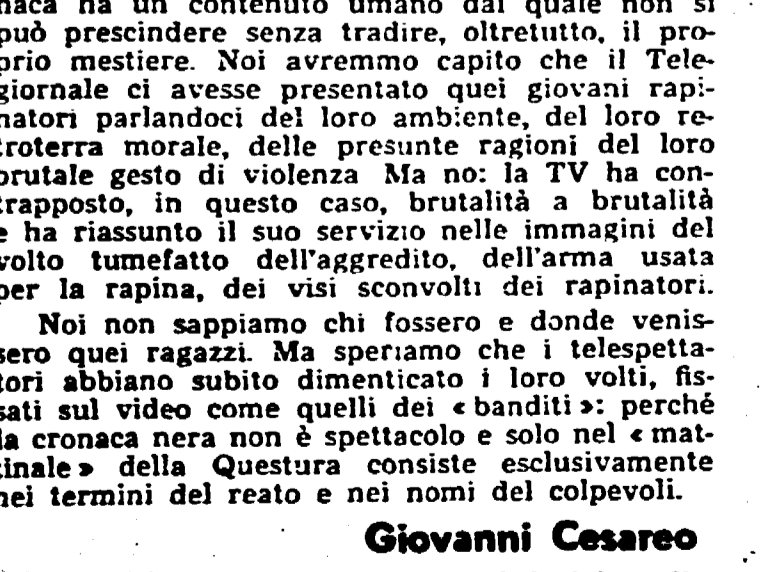 naca ha un contenuto umano dal quale non si
può prescindere senza tradire, oltretutto, il pro-
prio mestiere. Noi avremmo capito che il Tele-
giornale ci avesse presentato quei giovani rapi-
natori parlandoci del loro ambiente, del loro re-
troterra morale, delle presunte ragioni del loro
brutale gesto di violenza Ma no: la TV ha con-
trapposto, in questo caso, brutalità a brutalità
e ha riassunto il suo servizio nelle immagini del
volto tumefatto dell'aggredito, dell'arma usata
per la rapina, dei visi sconvolti dei rapinatori.
Noi non sappiamo chi fossero e donde venis-
sero quei ragazzi. Ma speriamo che i telespetta-
tori abbiano subito dimenticato i loro volti, fis-
sati sul video come quelli dei « banditi »: perché
la cronaca nera non è spettacolo e solo nel « mat-
tinale » della Questura consiste esclusivamente
nei termini del reato e nei nomi del colpevoli.
Giovanni Cesareo